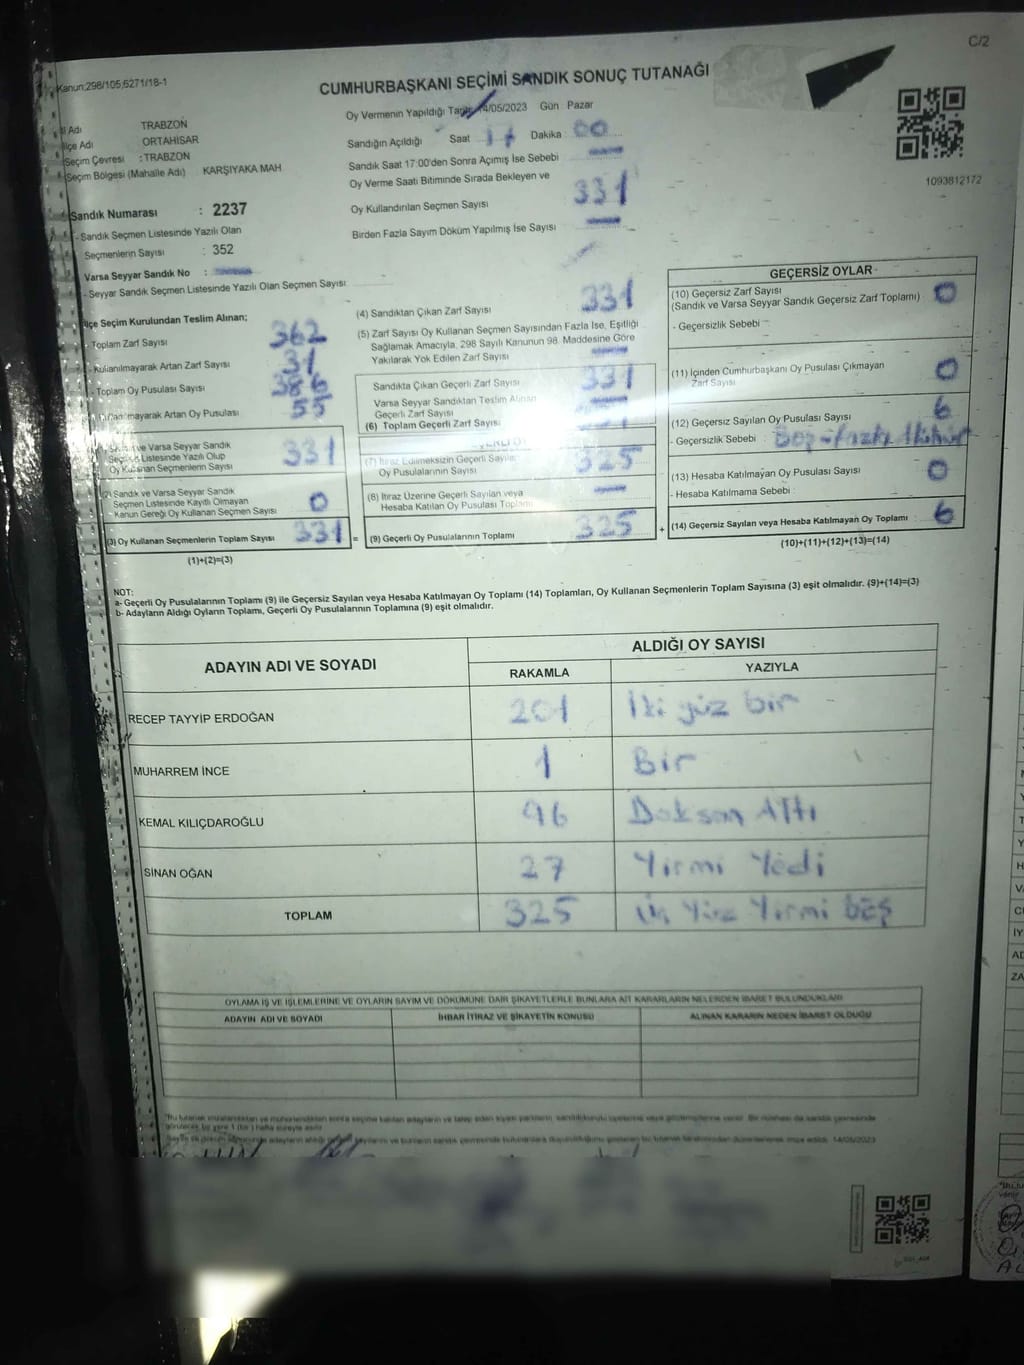 C/2
Kanun:298/105;6271/18-1
CUMHURBAŞKANI SEÇİMİ SANDIK SONUÇ TUTANAĞI
İl Adı TRABZON
İlçe Adı ORTAHİSAR
Seçim Çevresi : TRABZON
Seçim Bölgesi (Mahalle Adı) KARŞIYAKA MAH
Sandık Numarası : 2237
- Sandık Seçmen Listesinde Yazılı Olan
Seçmenlerin Sayısı : 352
Varsa Seyyar Sandık No :
- Seyyar Sandık Seçmen Listesinde Yazılı Olan Seçmen Sayısı
Oy Vermenin Yapıldığı Tarih 14/05/2023 Gün : Pazar
Sandığın Açıldığı Saat 17 Dakika : 00
Sandık Saat 17:00'den Sonra Açımış İse Sebebi
Oy Verme Saati Bitiminde Sırada Bekleyen ve
Oy Kullandırılan Seçmen Sayısı 331
Birden Fazla Sayım Döküm Yapılmış İse Sayısı
1093812172
İlçe Seçim Kurulundan Teslim Alınan;
- Toplam Zarf Sayısı 362
- Kullanılmayarak Artan Zarf Sayısı 31
- Toplam Oy Pusulası Sayısı 386
Artan Oy Pusulası 55
ve Varsa Seyyar Sandık
Listesinde Yazılı Olup
Oy Kullanan Seçmenlerin Sayısı 331
(2) Sandık ve Varsa Seyyar Sandık
Seçmen Listesinde Kayıtlı Olmayan
Kanun Gereği Oy Kullanan Seçmen Sayısı 0
(3) Oy Kullanan Seçmenlerin Toplam Sayısı 331 =
(1)+(2)=(3)
(4) Sandıktan Çıkan Zarf Sayısı 331
(5) Zarf Sayısı Oy Kullanan Seçmen Sayısından Fazla İse, Eşitliği
Sağlamak Amacıyla, 298 Sayılı Kanunun 98. Maddesine Göre
Yakılarak Yok Edilen Zarf Sayısı
Sandıkta Çıkan Geçerli Zarf Sayısı 331
Varsa Seyyar Sandıktan Teslim Alınan
Geçerli Zarf Sayısı
(6) Toplam Geçerli Zarf Sayısı
(7) İtiraz Edilmeksizin Geçerli Sayılan
Oy Pusulalarının Sayısı 325
(8) İtiraz Üzerine Geçerli Sayılan veya
Hesaba Katılan Oy Pusulası Toplamı
(9) Geçerli Oy Pusulalarının Toplamı 325 +
GEÇERSİZ OYLAR
(10) Geçersiz Zarf Sayısı
(Sandık ve Varsa Seyyar Sandık Geçersiz Zarf Toplamı) 0
- Geçersizlik Sebebi
(11) İçinden Cumhurbaşkanı Oy Pusulası Çıkmayan
Zarf Sayısı 0
(12) Geçersiz Sayılan Oy Pusulası Sayısı 6
- Geçersizlik Sebebi :
(13) Hesaba Katılmayan Oy Pusulası Sayısı 0
- Hesaba Katılmama Sebebi :
(14) Geçersiz Sayılan veya Hesaba Katılmayan Oy Toplamı : 6
(10)+(11)+(12)+(13)=(14)
NOT:
a- Geçerli Oy Pusulalarının Toplamı (9) ile Geçersiz Sayılan veya Hesaba Katılmayan Oy Toplamı (14) Toplamları, Oy Kullanan Seçmenlerin Toplam Sayısına (3) eşit olmalıdır. (9)+(14)=(3)
b- Adayların Aldığı Oyların Toplamı, Geçerli Oy Pusulalarının Toplamına (9) eşit olmalıdır.
ADAYIN ADI VE SOYADI
ALDIĞI OY SAYISI
RAKAMLA YAZIYLA
RECEP TAYYİP ERDOĞAN 201 İki yüz bir
MUHARREM İNCE 1 Bir
KEMAL KILIÇDAROĞLU 96 Doksan Altı
SİNAN OĞAN 27 Yirmi Yedi
TOPLAM 325 Üç Yüz Yirmi beş
OYLAMA İŞ VE İŞLEMLERİNE VE OYLARIN SAYIM VE DÖKÜMÜNE DAİR ŞİKAYETLERLE BUNLARA AİT KARARLARIN NELERDEN İBARET BULUNDUKLARI
ADAYIN ADI VE SOYADI İHBAR İTİRAZ VE ŞİKAYETİN KONUSU ALINAN KARARIN NEDEN İBARET OLDUĞU